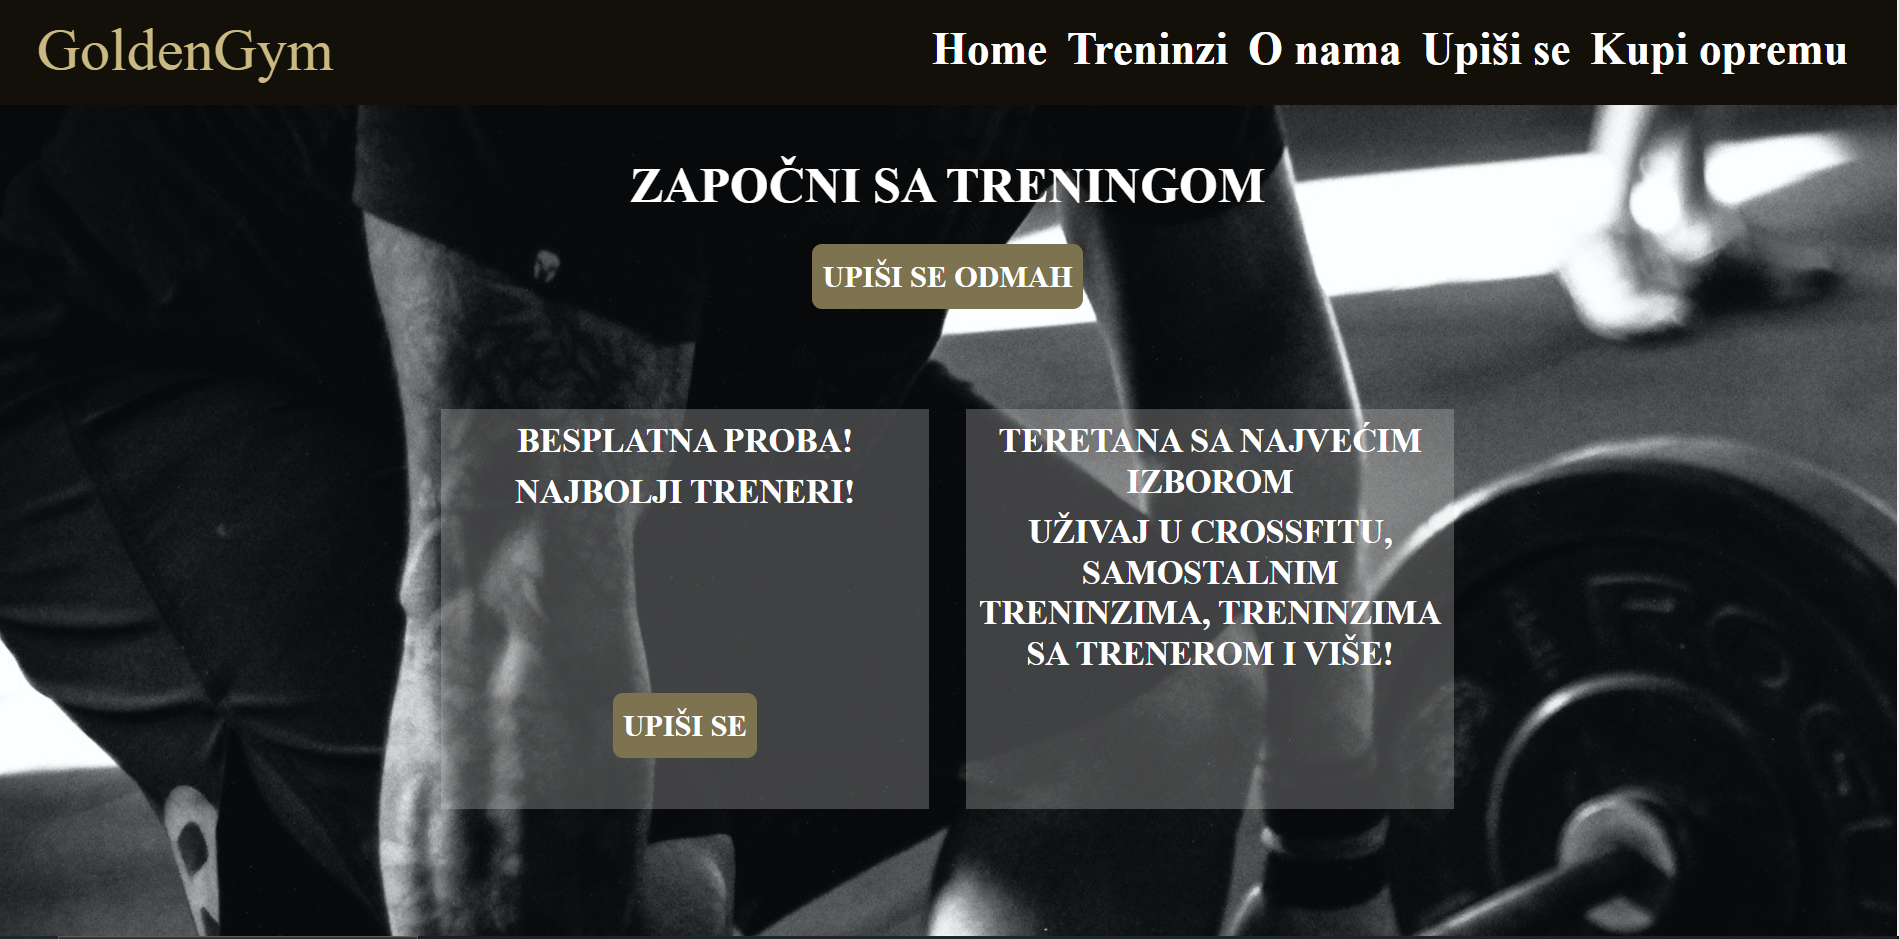 GoldenGym
Home Treninzi O nama Upiši se Kupi opremu
ZAPOČNI SA TRENINGOM
UPIŠI SE ODMAH
BESPLATNA PROBA!
NAJBOLJI TRENERI!
UPIŠI SE
TERETANA SA NAJVEĆIM
IZBOROM
UŽIVAJ U CROSSFITU,
SAMOSTALNIM
TRENINZIMA, TRENINZIMA
SA TRENEROM I VIŠE!